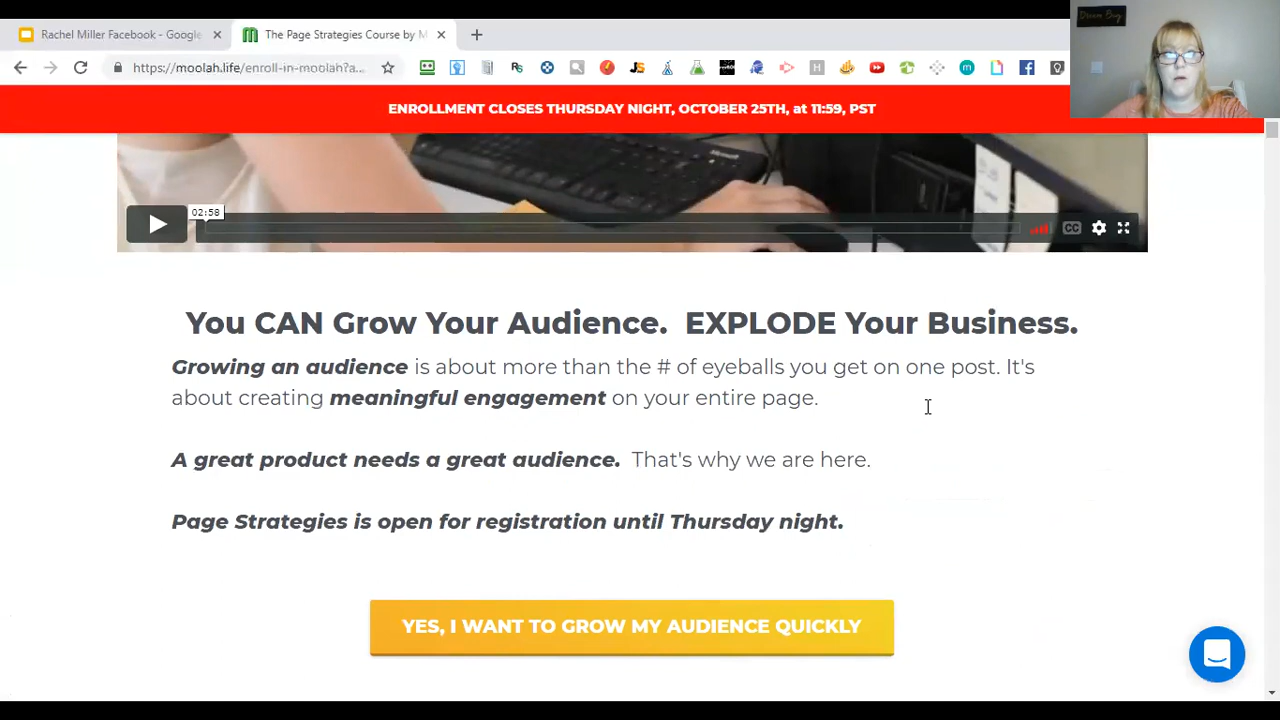 Rachel Miller Facebook - Google
The Page Strategies Course by M
https://moolah.life/enroll-in-moolah?a...
ENROLLMENT CLOSES THURSDAY NIGHT, OCTOBER 25TH, at 11:59, PST
02:58
CC
You CAN Grow Your Audience. EXPLODE Your Business.
Growing an audience is about more than the # of eyeballs you get on one post. It's
about creating meaningful engagement on your entire page.
A great product needs a great audience. That's why we are here.
Page Strategies is open for registration until Thursday night.
YES, I WANT TO GROW MY AUDIENCE QUICKLY